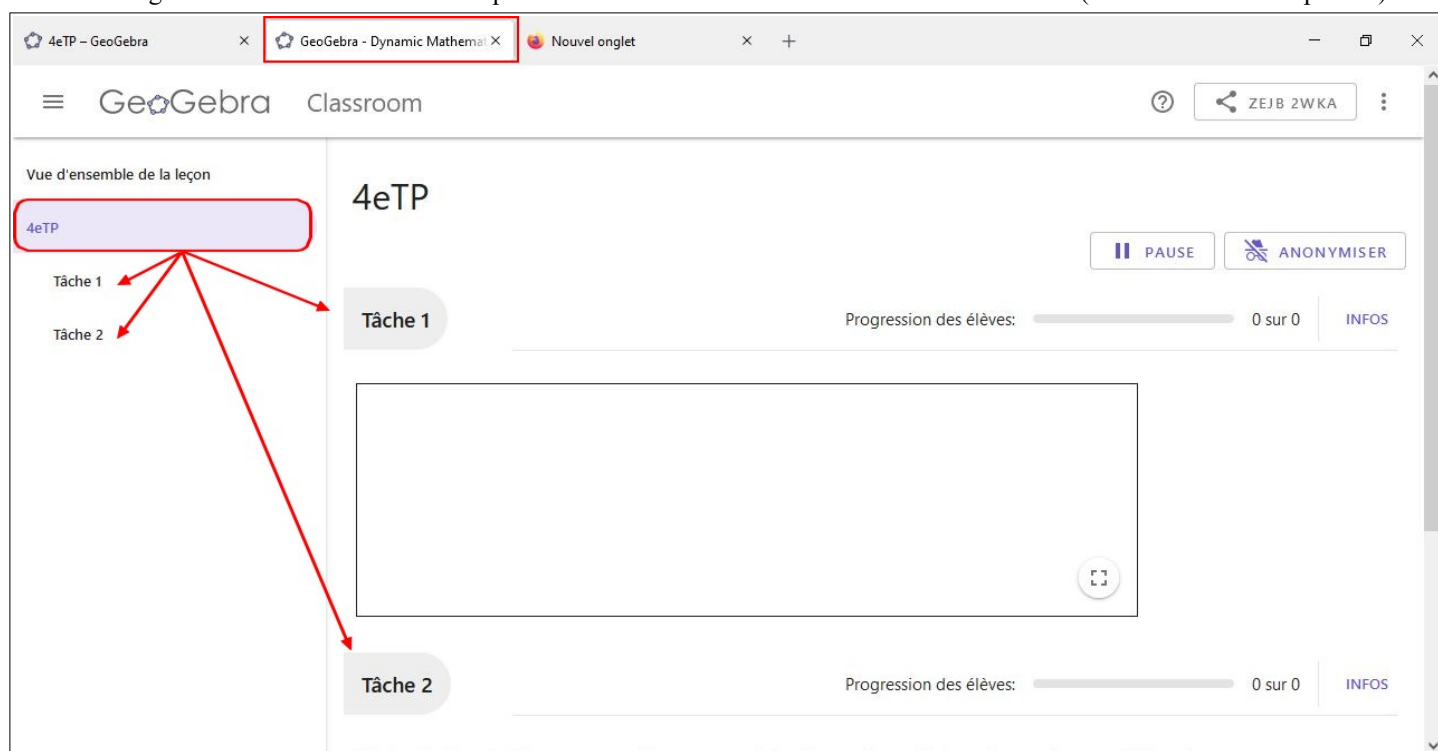 4eTP – GeoGebra
GeoGebra - Dynamic Mathemat
Nouvel onglet
GeoGebra Classroom
ZEJB 2WKA
Vue d'ensemble de la leçon
4eTP
Tâche 1
Tâche 2
4eTP
PAUSE
ANONYMISER
Tâche 1
Progression des élèves:
0 sur 0
INFOS
Tâche 2
Progression des élèves:
0 sur 0
INFOS